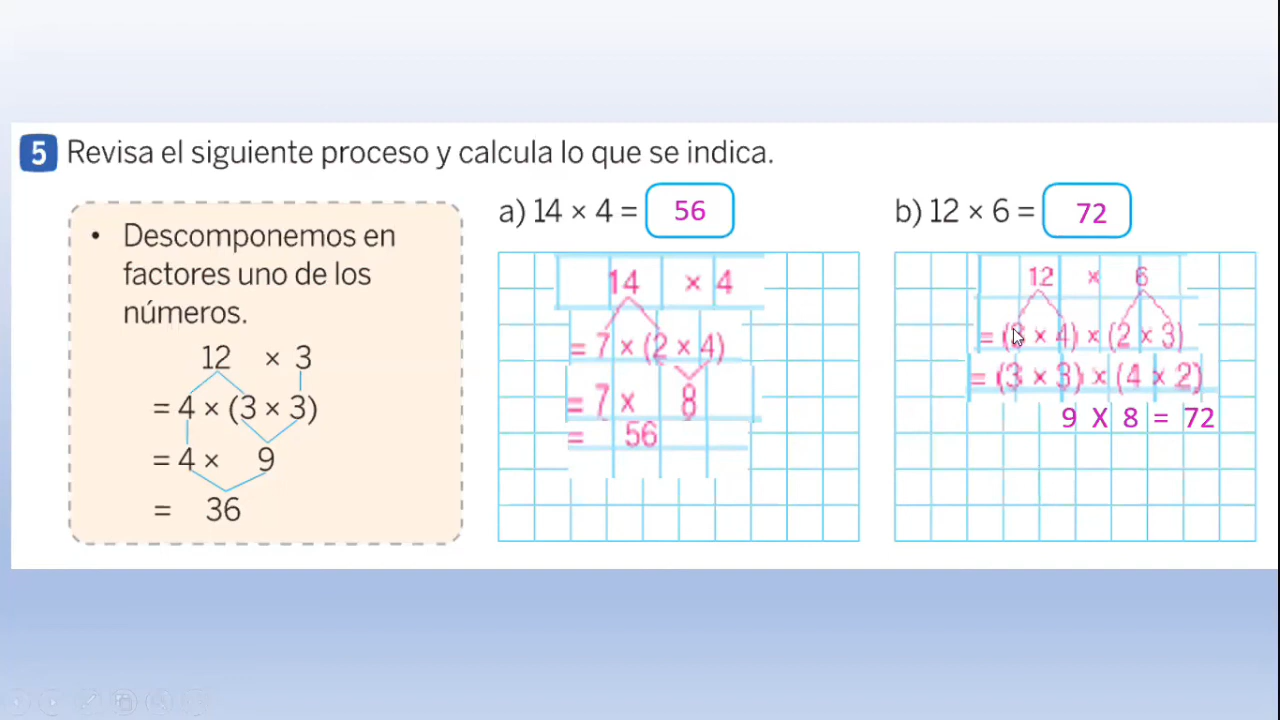 5 Revisa el siguiente proceso y calcula lo que se indica.
• Descomponemos en
factores uno de los
números.
12 × 3
= 4 × (3 × 3)
= 4 × 9
= 36
a) 14 × 4 = 56
14 × 4
= 7 × (2 × 4)
= 7 × 8
= 56
b) 12 × 6 = 72
12 × 6
= (3 × 4) × (2 × 3)
= (3 × 3) × (4 × 2)
9 X 8 = 72